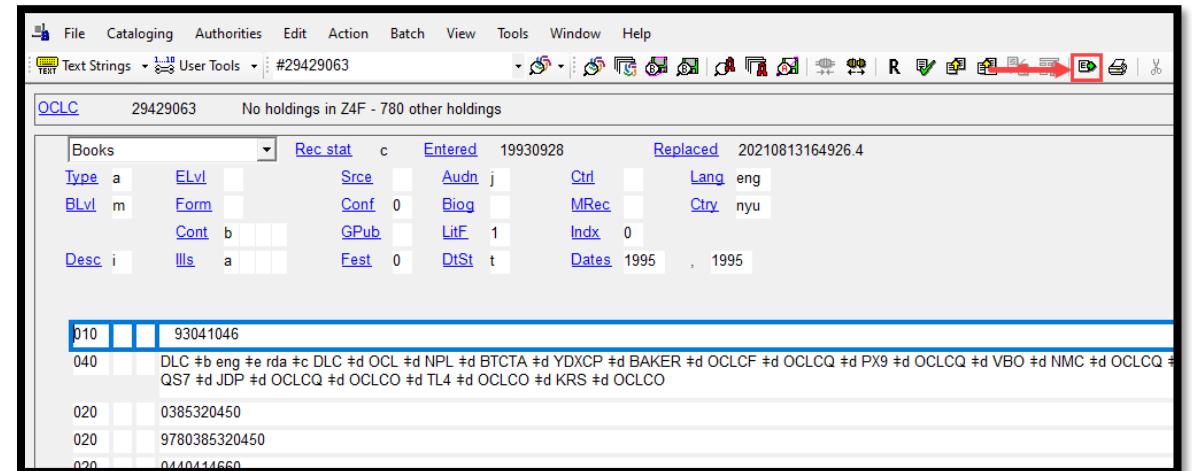 File Cataloging Authorities Edit Action Batch View Tools Window Help
TEXT Text Strings User Tools #29429063 R
OCLC 29429063 No holdings in Z4F - 780 other holdings
Books Rec stat c Entered 19930928 Replaced 20210813164926.4
Type a ELvl Srce Audn j Ctrl Lang eng
BLvl m Form Conf 0 Biog MRec Ctry nyu
Cont b GPub LitF 1 Indx 0
Desc i Ills a Fest 0 DtSt t Dates 1995 , 1995
010 93041046
040 DLC ‡b eng ‡e rda ‡c DLC ‡d OCL ‡d NPL ‡d BTCTA ‡d YDXCP ‡d BAKER ‡d OCLCF ‡d OCLCQ ‡d PX9 ‡d OCLCQ ‡d VBO ‡d NMC ‡d OCLCQ ‡
QS7 ‡d JDP ‡d OCLCQ ‡d OCLCO ‡d TL4 ‡d OCLCO ‡d KRS ‡d OCLCO
020 0385320450
020 9780385320450
020 0440414660